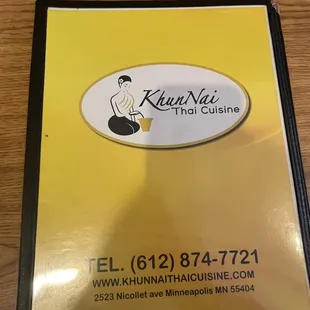 KhunNai
Thai Cuisine
TEL. (612) 874-7721
WWW.KHUNNAITHAICUISINE.COM
2523 Nicollet ave Minneapolis MN 55404